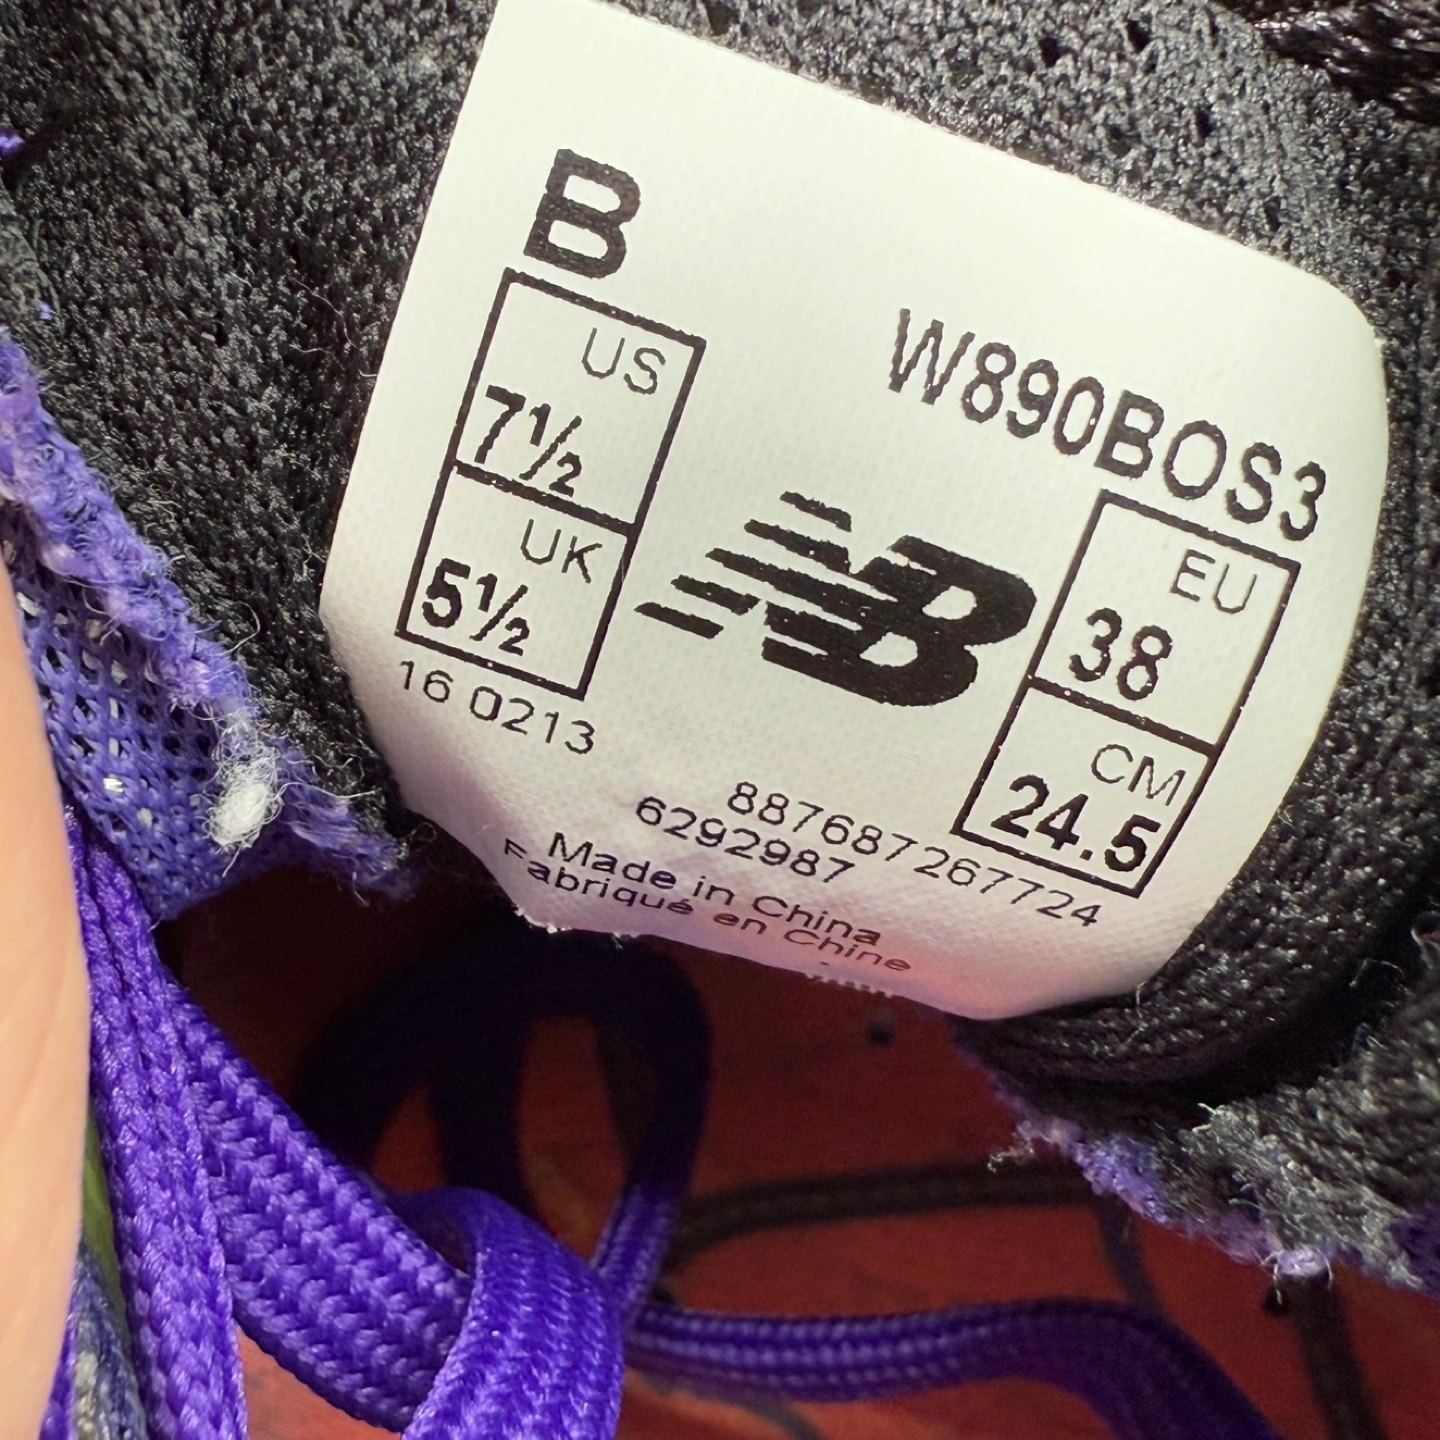 B
W890BOS3
US
7½
UK
5½
NB
EU
38
CM
24.5
16 0213
887687267724
6292987
Made in China
Fabriqué en Chine